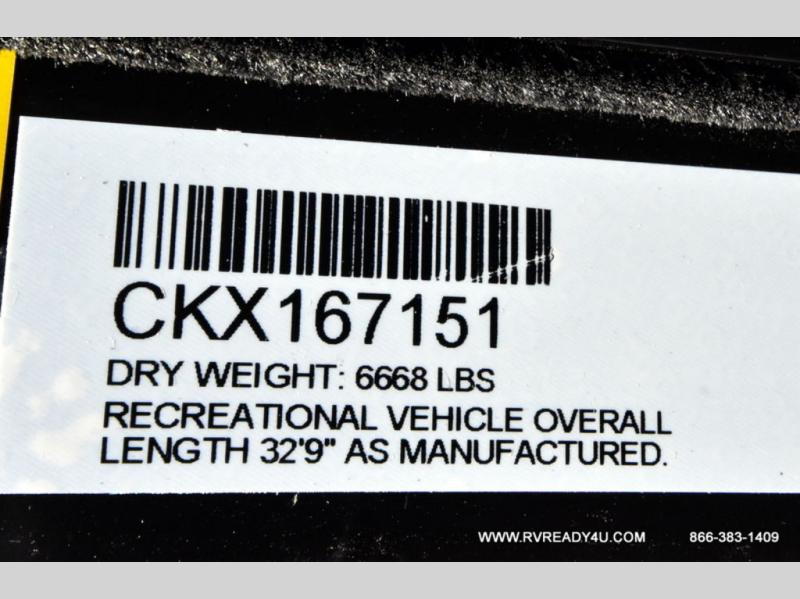 CKX167151
DRY WEIGHT: 6668 LBS
RECREATIONAL VEHICLE OVERALL
LENGTH 32'9" AS MANUFACTURED.
WWW.RVREADY4U.COM 866-383-1409